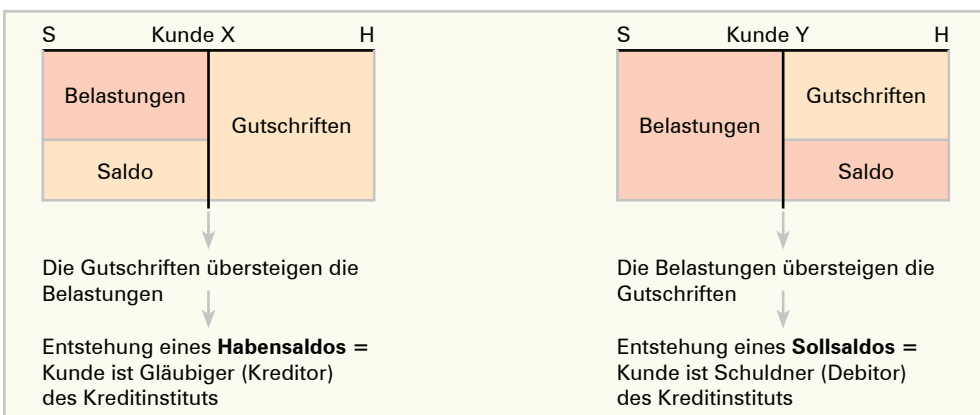 S Kunde X H
Belastungen
Gutschriften
Saldo
Die Gutschriften übersteigen die
Belastungen
Entstehung eines Habensaldos =
Kunde ist Gläubiger (Kreditor)
des Kreditinstituts
S Kunde Y H
Gutschriften
Belastungen
Saldo
Die Belastungen übersteigen die
Gutschriften
Entstehung eines Sollsaldos =
Kunde ist Schuldner (Debitor)
des Kreditinstituts